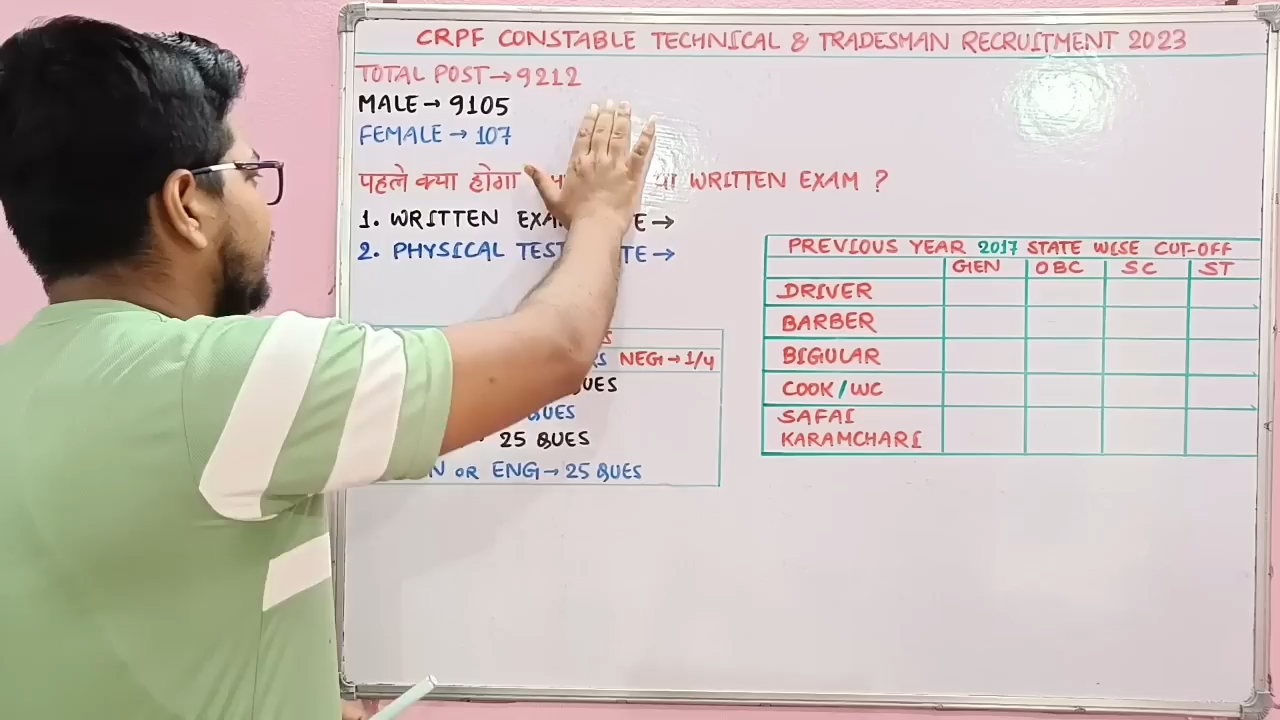 CRPF CONSTABLE TECHNICAL & TRADESMAN RECRUITMENT 2023
TOTAL POST→9212
MALE→9105
FEMALE→107
पहले क्या होगा WRITTEN EXAM ?
1. WRITTEN →
2. PHYSICAL TEST →
NEG→1/4
QUES
QUES
25 QUES
OR ENG→25 QUES
PREVIOUS YEAR 2017 STATE WISE CUT-OFF
GEN OBC SC ST
DRIVER
BARBER
BIGULAR
COOK/WC
SAFAI
KARAMCHARI